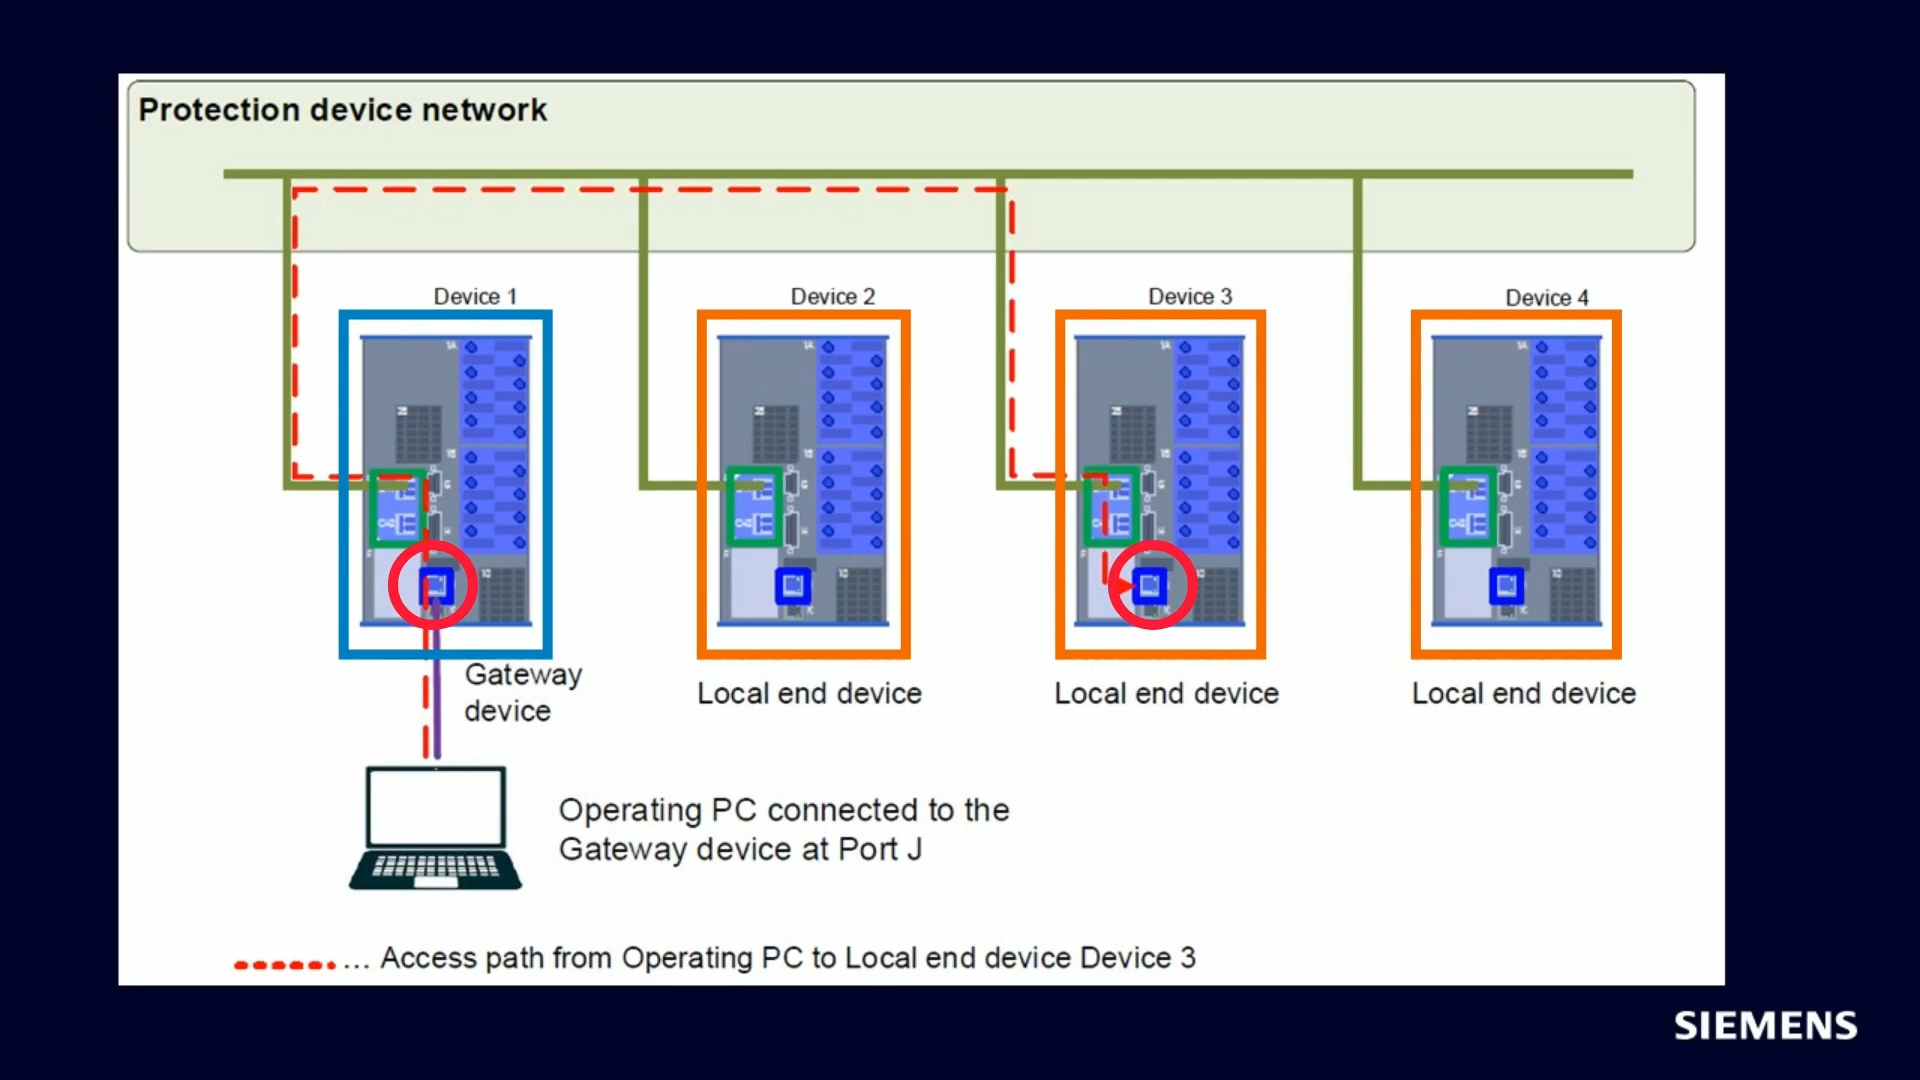 Protection device network
Device 1
Device 2
Device 3
Device 4
Gateway
device
Local end device
Local end device
Local end device
Operating PC connected to the
Gateway device at Port J
... Access path from Operating PC to Local end device Device 3
SIEMENS